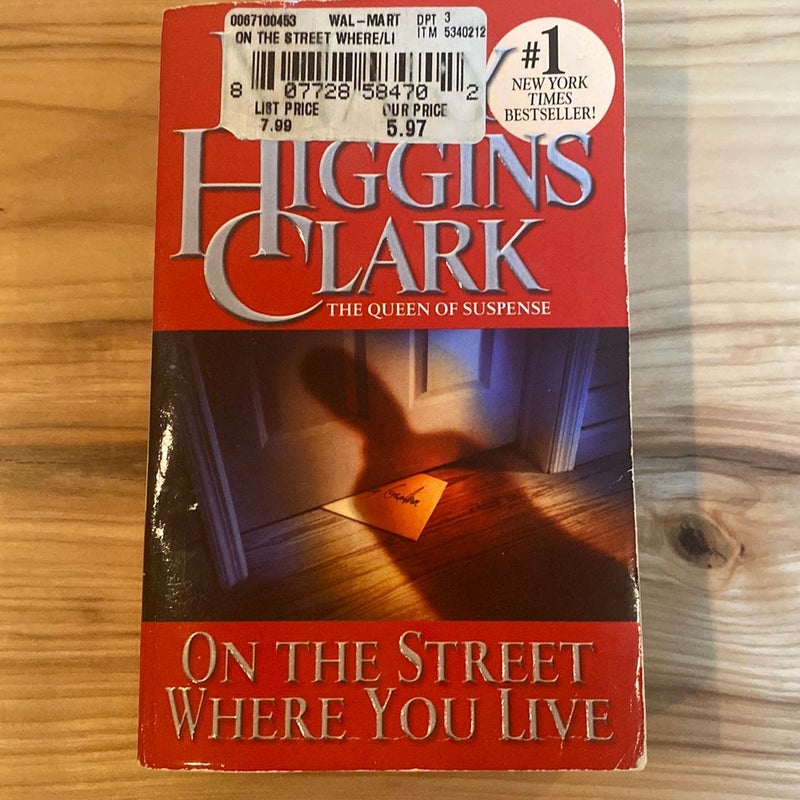 0067100453 WAL-MART DPT 3
ITM 5340212
ON THE STREET WHERE/LI
8 07728 58470 2
LIST PRICE OUR PRICE
7.99 5.97
#1
NEW YORK
TIMES
BESTSELLER!
HIGGINS
CLARK
THE QUEEN OF SUSPENSE
ON THE STREET
WHERE YOU LIVE